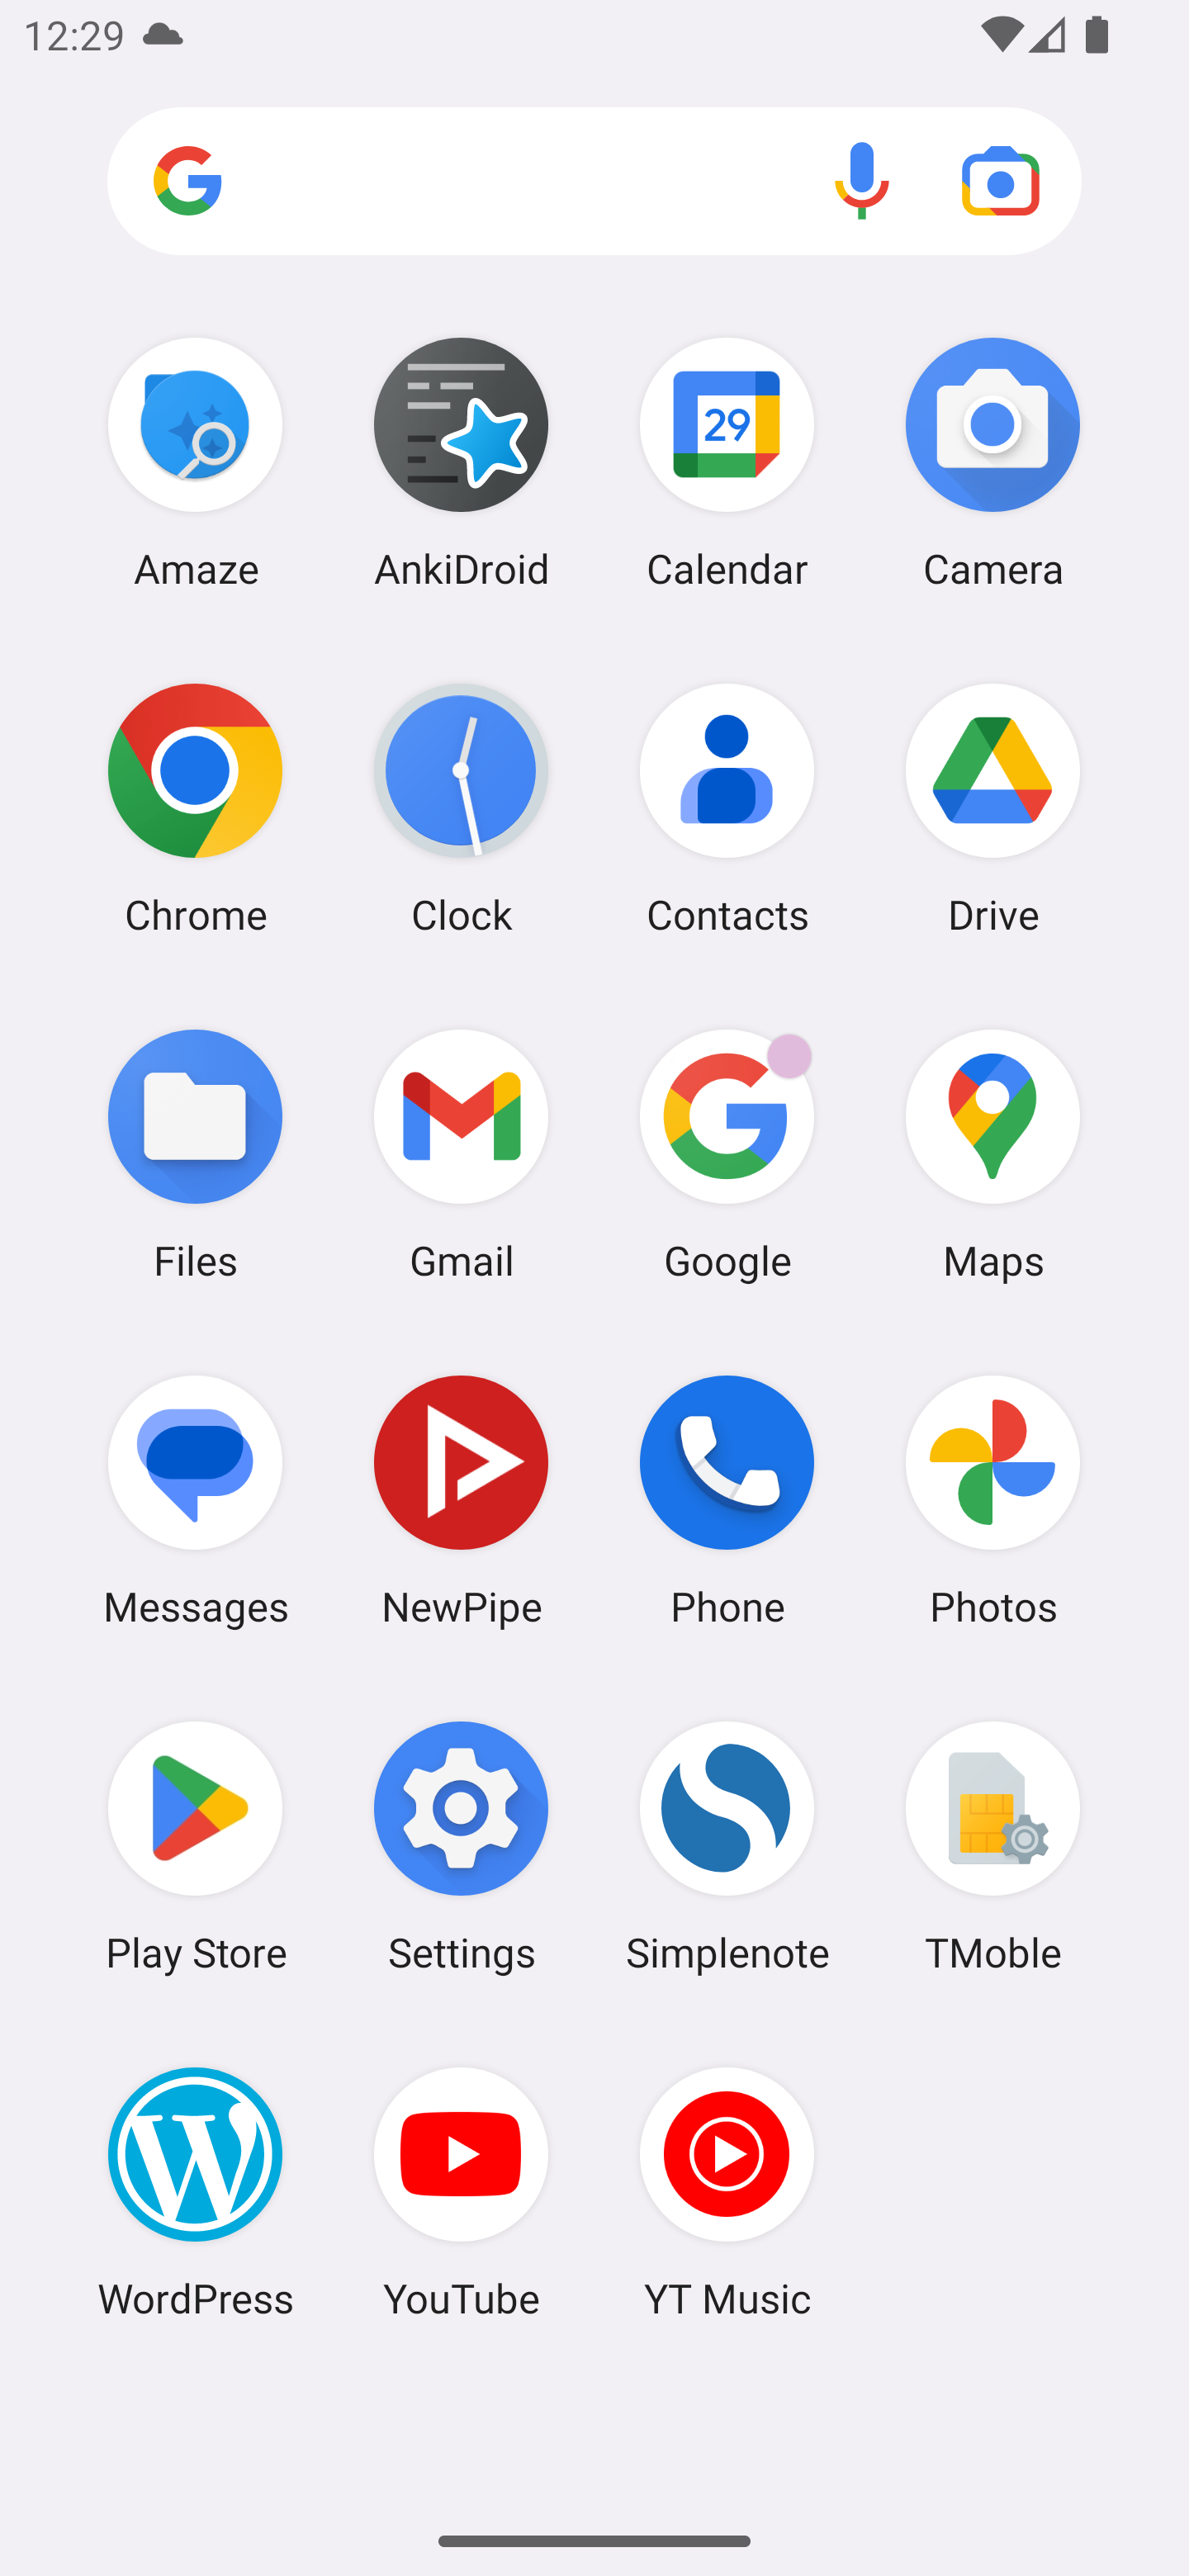 12:29
29
Amaze AnkiDroid Calendar Camera
Chrome Clock Contacts Drive
Files Gmail Google Maps
Messages NewPipe Phone Photos
Play Store Settings Simplenote TMoble
WordPress YouTube YT Music